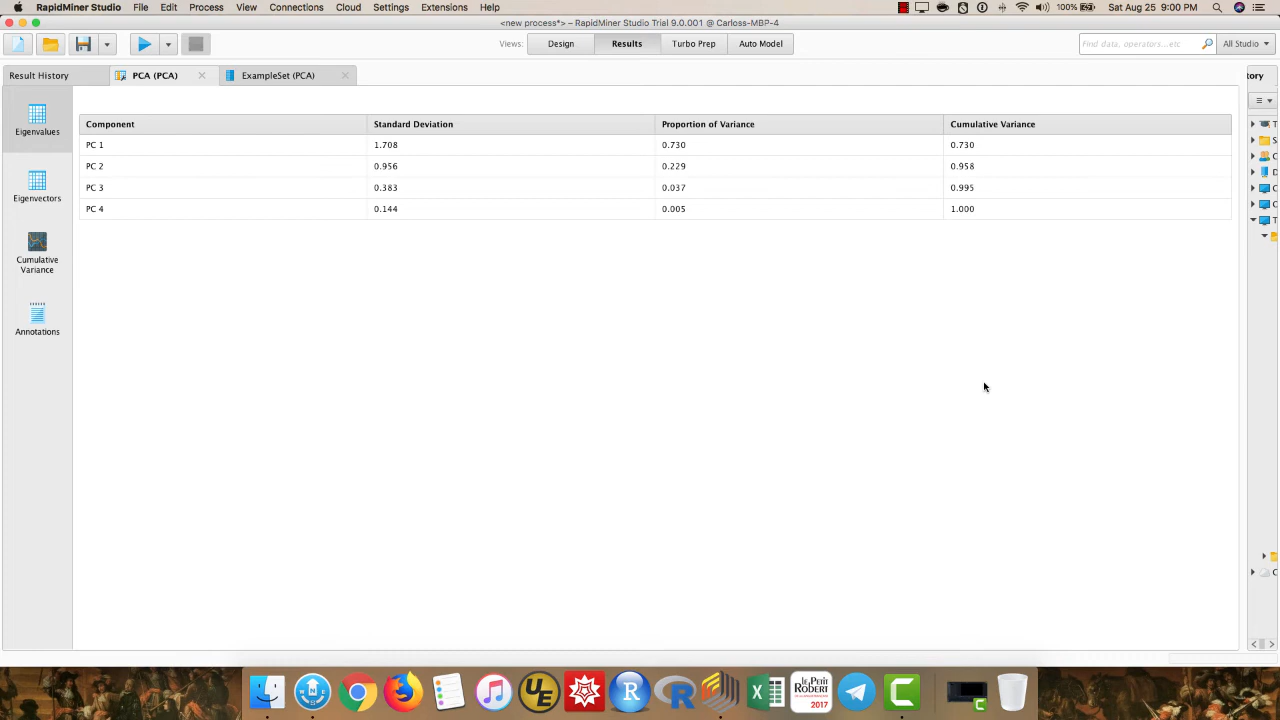 RapidMiner Studio File Edit Process View Connections Cloud Settings Extensions Help 100% Sat Aug 25 9:00 PM
<new process*> – RapidMiner Studio Trial 9.0.001 @ Carloss-MBP-4
Views: Design Results Turbo Prep Auto Model Find data, operators...etc All Studio
Result History PCA (PCA) ExampleSet (PCA) ory
Eigenvalues
Eigenvectors
Cumulative
Variance
Annotations
Component Standard Deviation Proportion of Variance Cumulative Variance
PC 1 1.708 0.730 0.730
PC 2 0.956 0.229 0.958
PC 3 0.383 0.037 0.995
PC 4 0.144 0.005 1.000
T
S
C
D
C
C
T
C
UE R R LE PETIT
ROBERT
2017